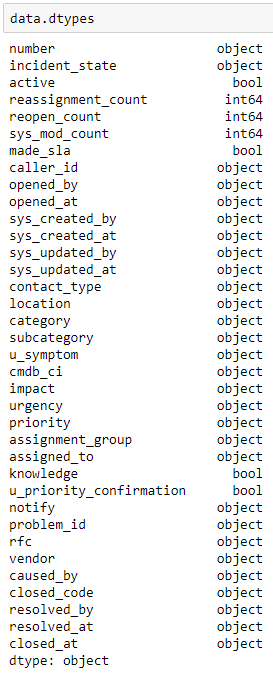 data.dtypes
number object
incident_state object
active bool
reassignment_count int64
reopen_count int64
sys_mod_count int64
made_sla bool
caller_id object
opened_by object
opened_at object
sys_created_by object
sys_created_at object
sys_updated_by object
sys_updated_at object
contact_type object
location object
category object
subcategory object
u_symptom object
cmdb_ci object
impact object
urgency object
priority object
assignment_group object
assigned_to object
knowledge bool
u_priority_confirmation bool
notify object
problem_id object
rfc object
vendor object
caused_by object
closed_code object
resolved_by object
resolved_at object
closed_at object
dtype: object